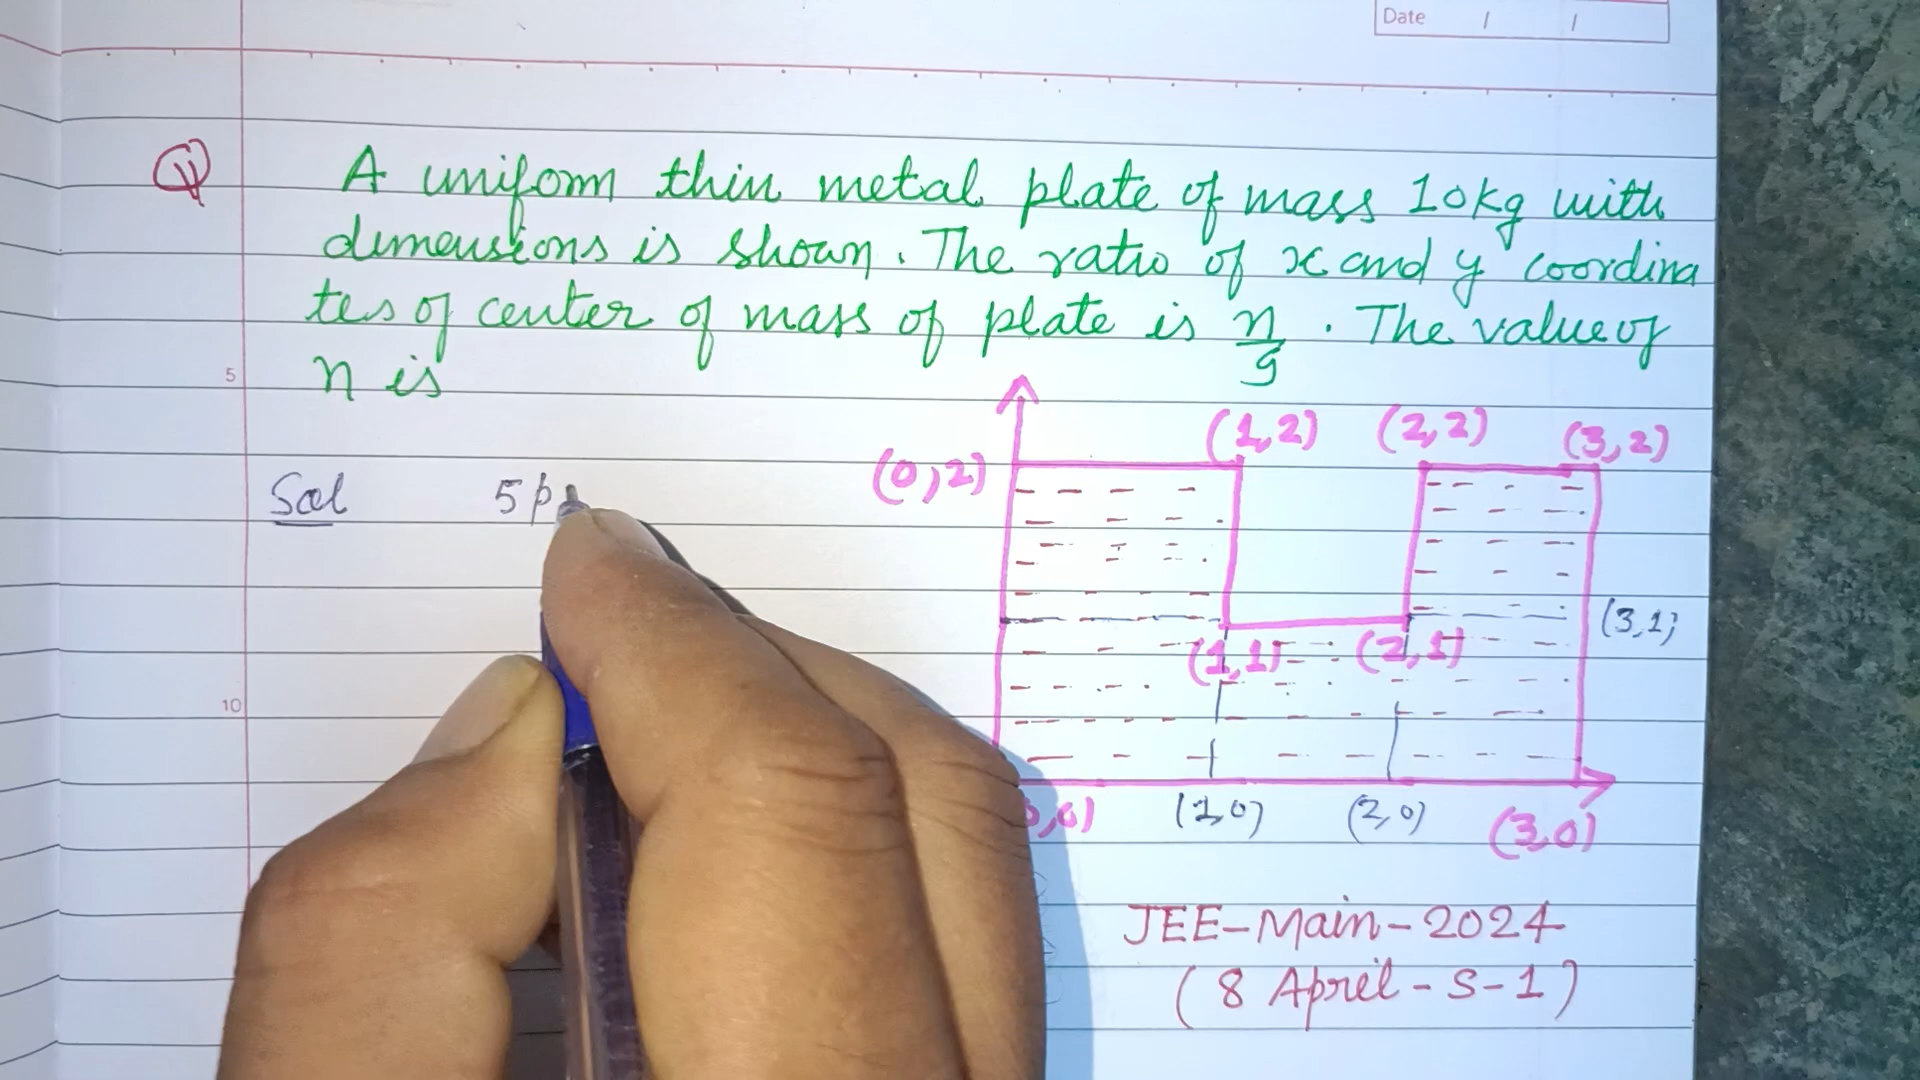 Date / /
Q A uniform thin metal plate of mass 10kg with
dimensions is shown. The ratio of x and y coordina
tes of center of mass of plate is n/9. The value of
5
n is
(1,2) (2,2) (3,2)
(0,2)
Sol 5 p
(3,1)
(1,1) (2,1)
10
0,0) (1,0) (2,0) (3,0)
JEE-Main-2024
(8 April-S-1)